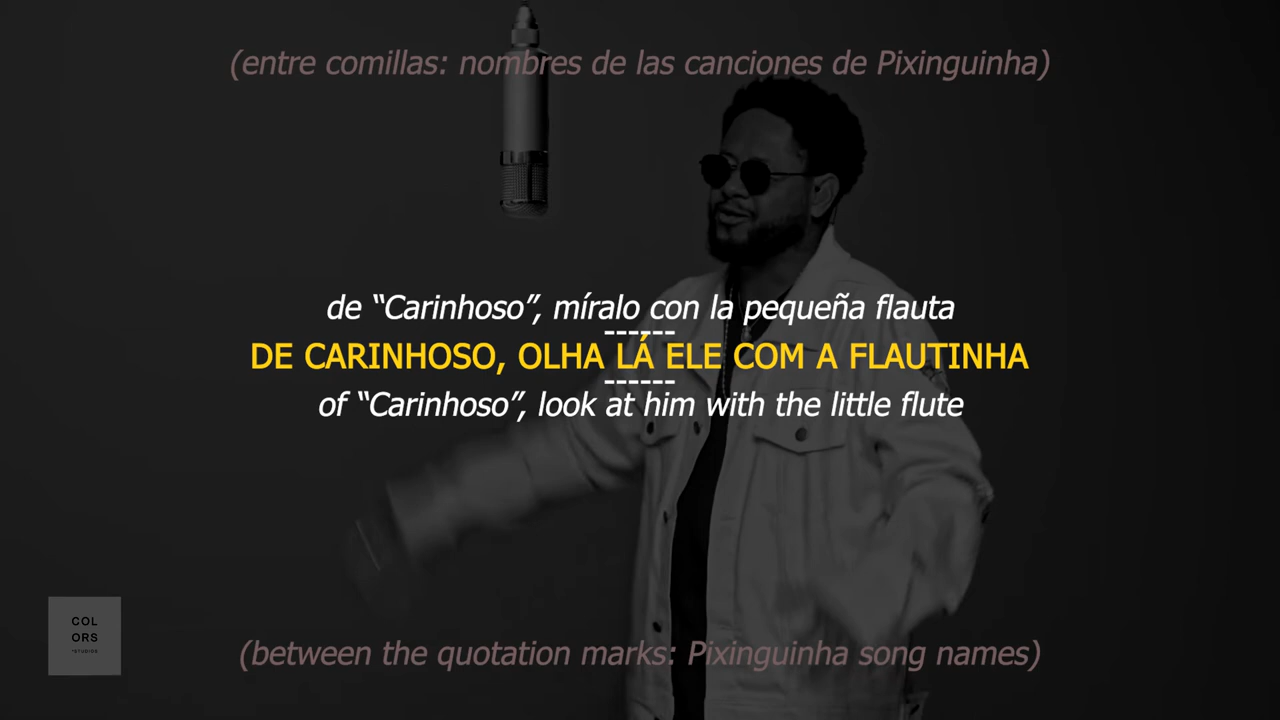 (entre comillas: nombres de las canciones de Pixinguinha)
de “Carinhoso”, míralo con la pequeña flauta
------
DE CARINHOSO, OLHA LÁ ELE COM A FLAUTINHA
------
of “Carinhoso”, look at him with the little flute
COL
ORS
*STUDIOS
(between the quotation marks: Pixinguinha song names)